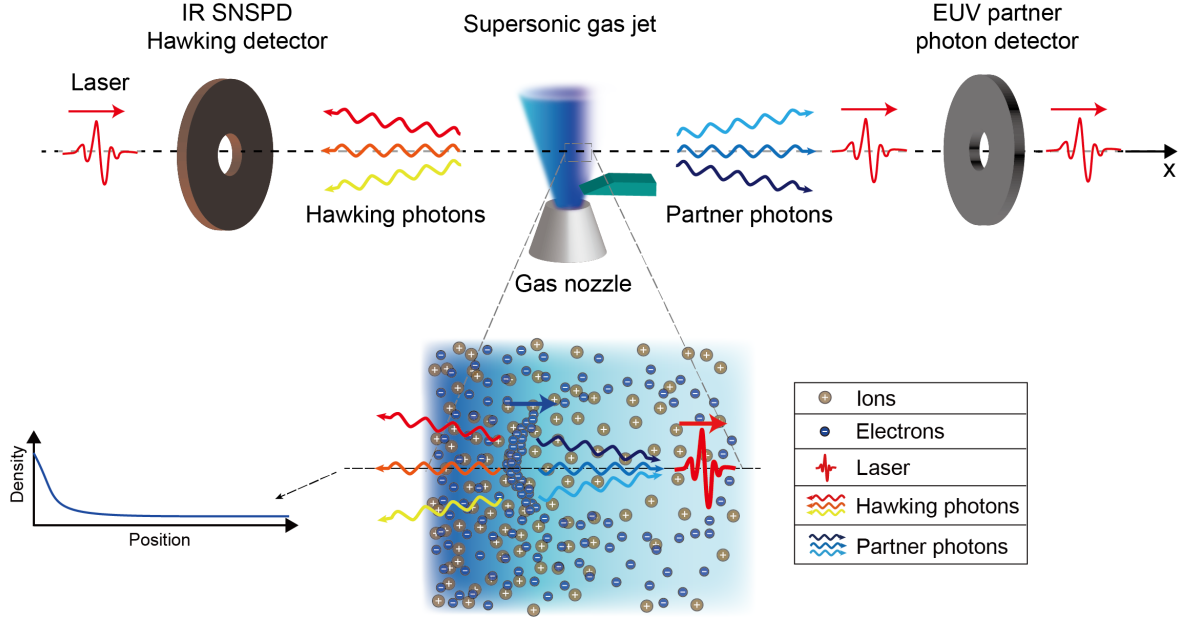 IR SNSPD
Hawking detector
Supersonic gas jet
EUV partner
photon detector
Laser
x
Hawking photons
Partner photons
Gas nozzle
Density
Position
Ions
Electrons
Laser
Hawking photons
Partner photons